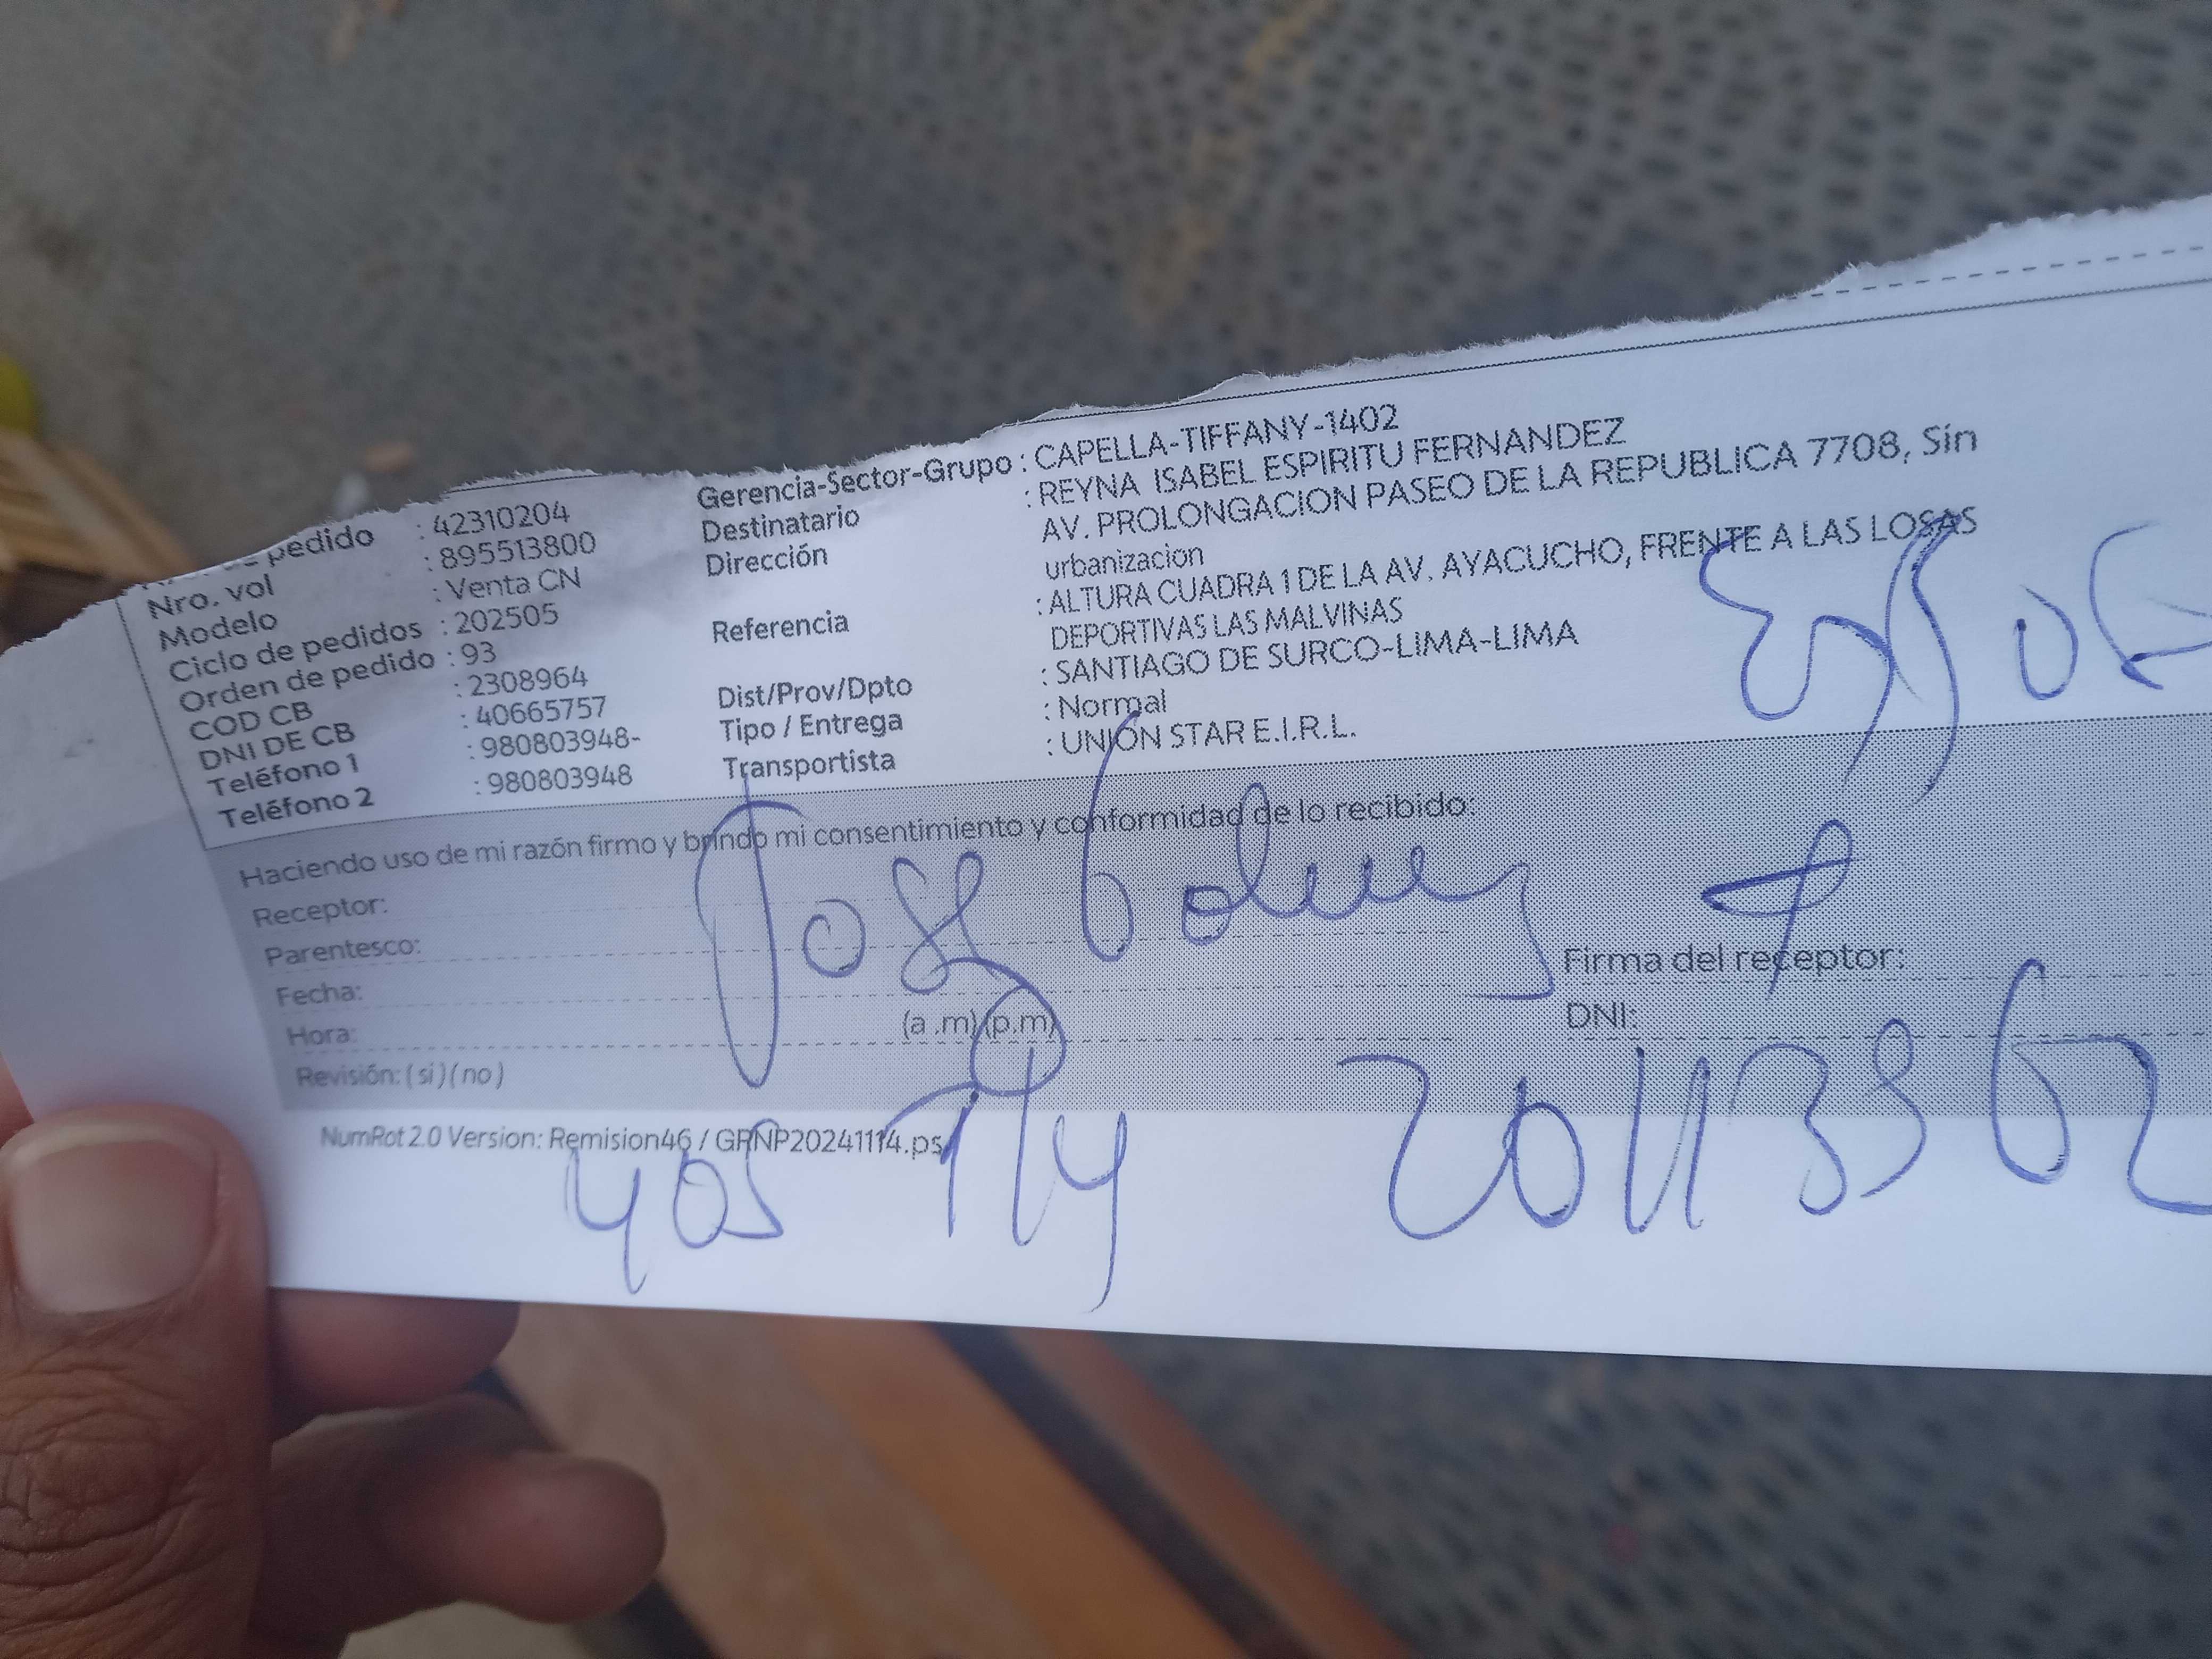 pedido : 42310204
Nro. vol : 895513800
Modelo : Venta CN
Ciclo de pedidos : 202505
Orden de pedido : 93
COD CB : 2308964
DNI DE CB : 40665757
Teléfono 1 : 980803948-
Teléfono 2 : 980803948
Gerencia-Sector-Grupo : CAPELLA-TIFFANY-1402
Destinatario : REYNA ISABEL ESPIRITU FERNANDEZ
Dirección AV. PROLONGACION PASEO DE LA REPUBLICA 7708, Sin
urbanizacion
Referencia : ALTURA CUADRA 1 DE LA AV. AYACUCHO, FRENTE A LAS LOSAS
DEPORTIVAS LAS MALVINAS
Dist/Prov/Dpto : SANTIAGO DE SURCO-LIMA-LIMA
Tipo / Entrega : Normal
Transportista : UNION STAR E.I.R.L.
Haciendo uso de mi razón firmo y brindo mi consentimiento y conformidad de lo recibido:
Receptor:
Parentesco: Jose
Fecha:
Hora: (a .m) (p.m)
Revisión: (si) (no)
Firma del receptor:
DNI:
NumRot 2.0 Version: Remision46 / GRNP20241114.ps